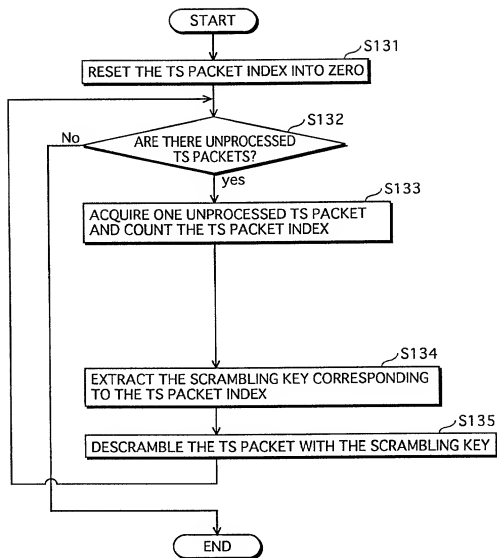 START
S131
RESET THE TS PACKET INDEX INTO ZERO
S132
No
ARE THERE UNPROCESSED
TS PACKETS?
yes
S133
ACQUIRE ONE UNPROCESSED TS PACKET
AND COUNT THE TS PACKET INDEX
S134
EXTRACT THE SCRAMBLING KEY CORRESPONDING
TO THE TS PACKET INDEX
S135
DESCRAMBLE THE TS PACKET WITH THE SCRAMBLING KEY
END